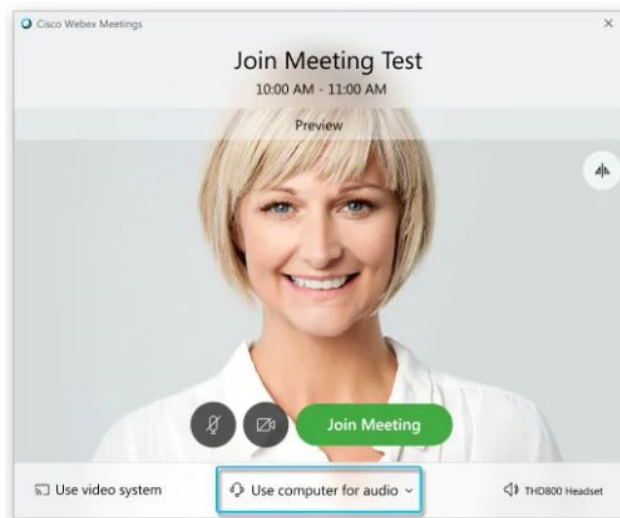 Cisco Webex Meetings
Join Meeting Test
10:00 AM - 11:00 AM
Preview
Join Meeting
Use video system
Use computer for audio
THD800 Headset